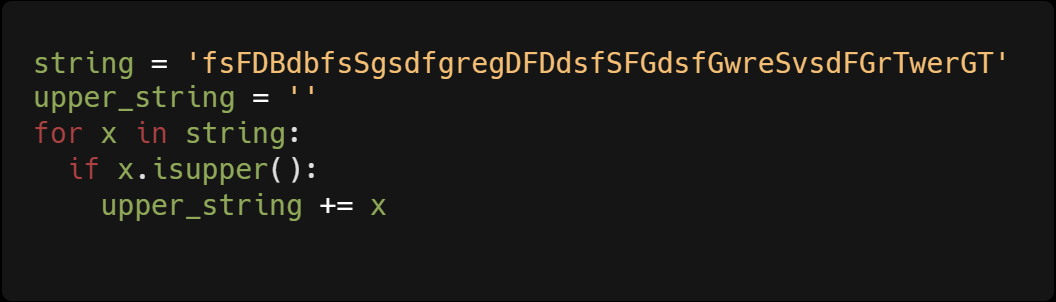 string = 'fsFDBdbfsSgsdfgregDFDdsfSFGdsfGwreSvsdFGrTwerGT'
upper_string = ''
for x in string:
  if x.isupper():
    upper_string += x